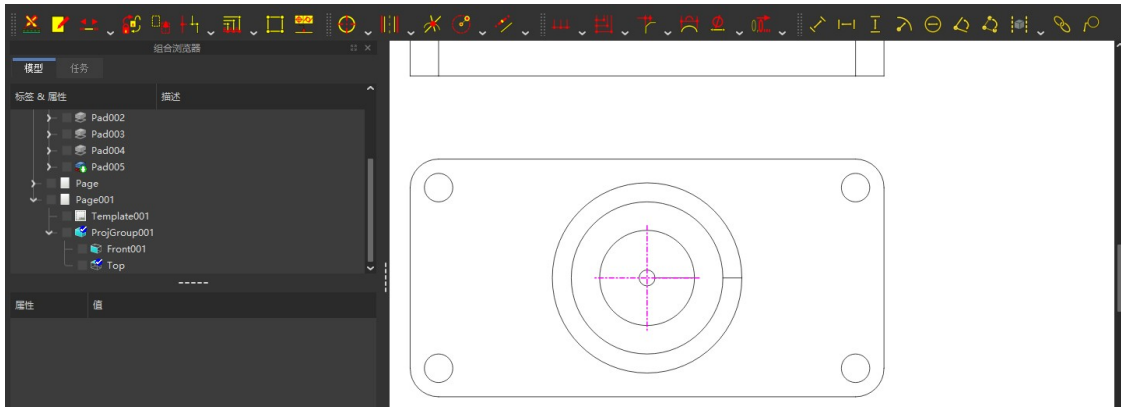 组合浏览器
模型 任务
标签 & 属性 描述
Pad002
Pad003
Pad004
Pad005
Page
Page001
Template001
ProjGroup001
Front001
Top
属性 值